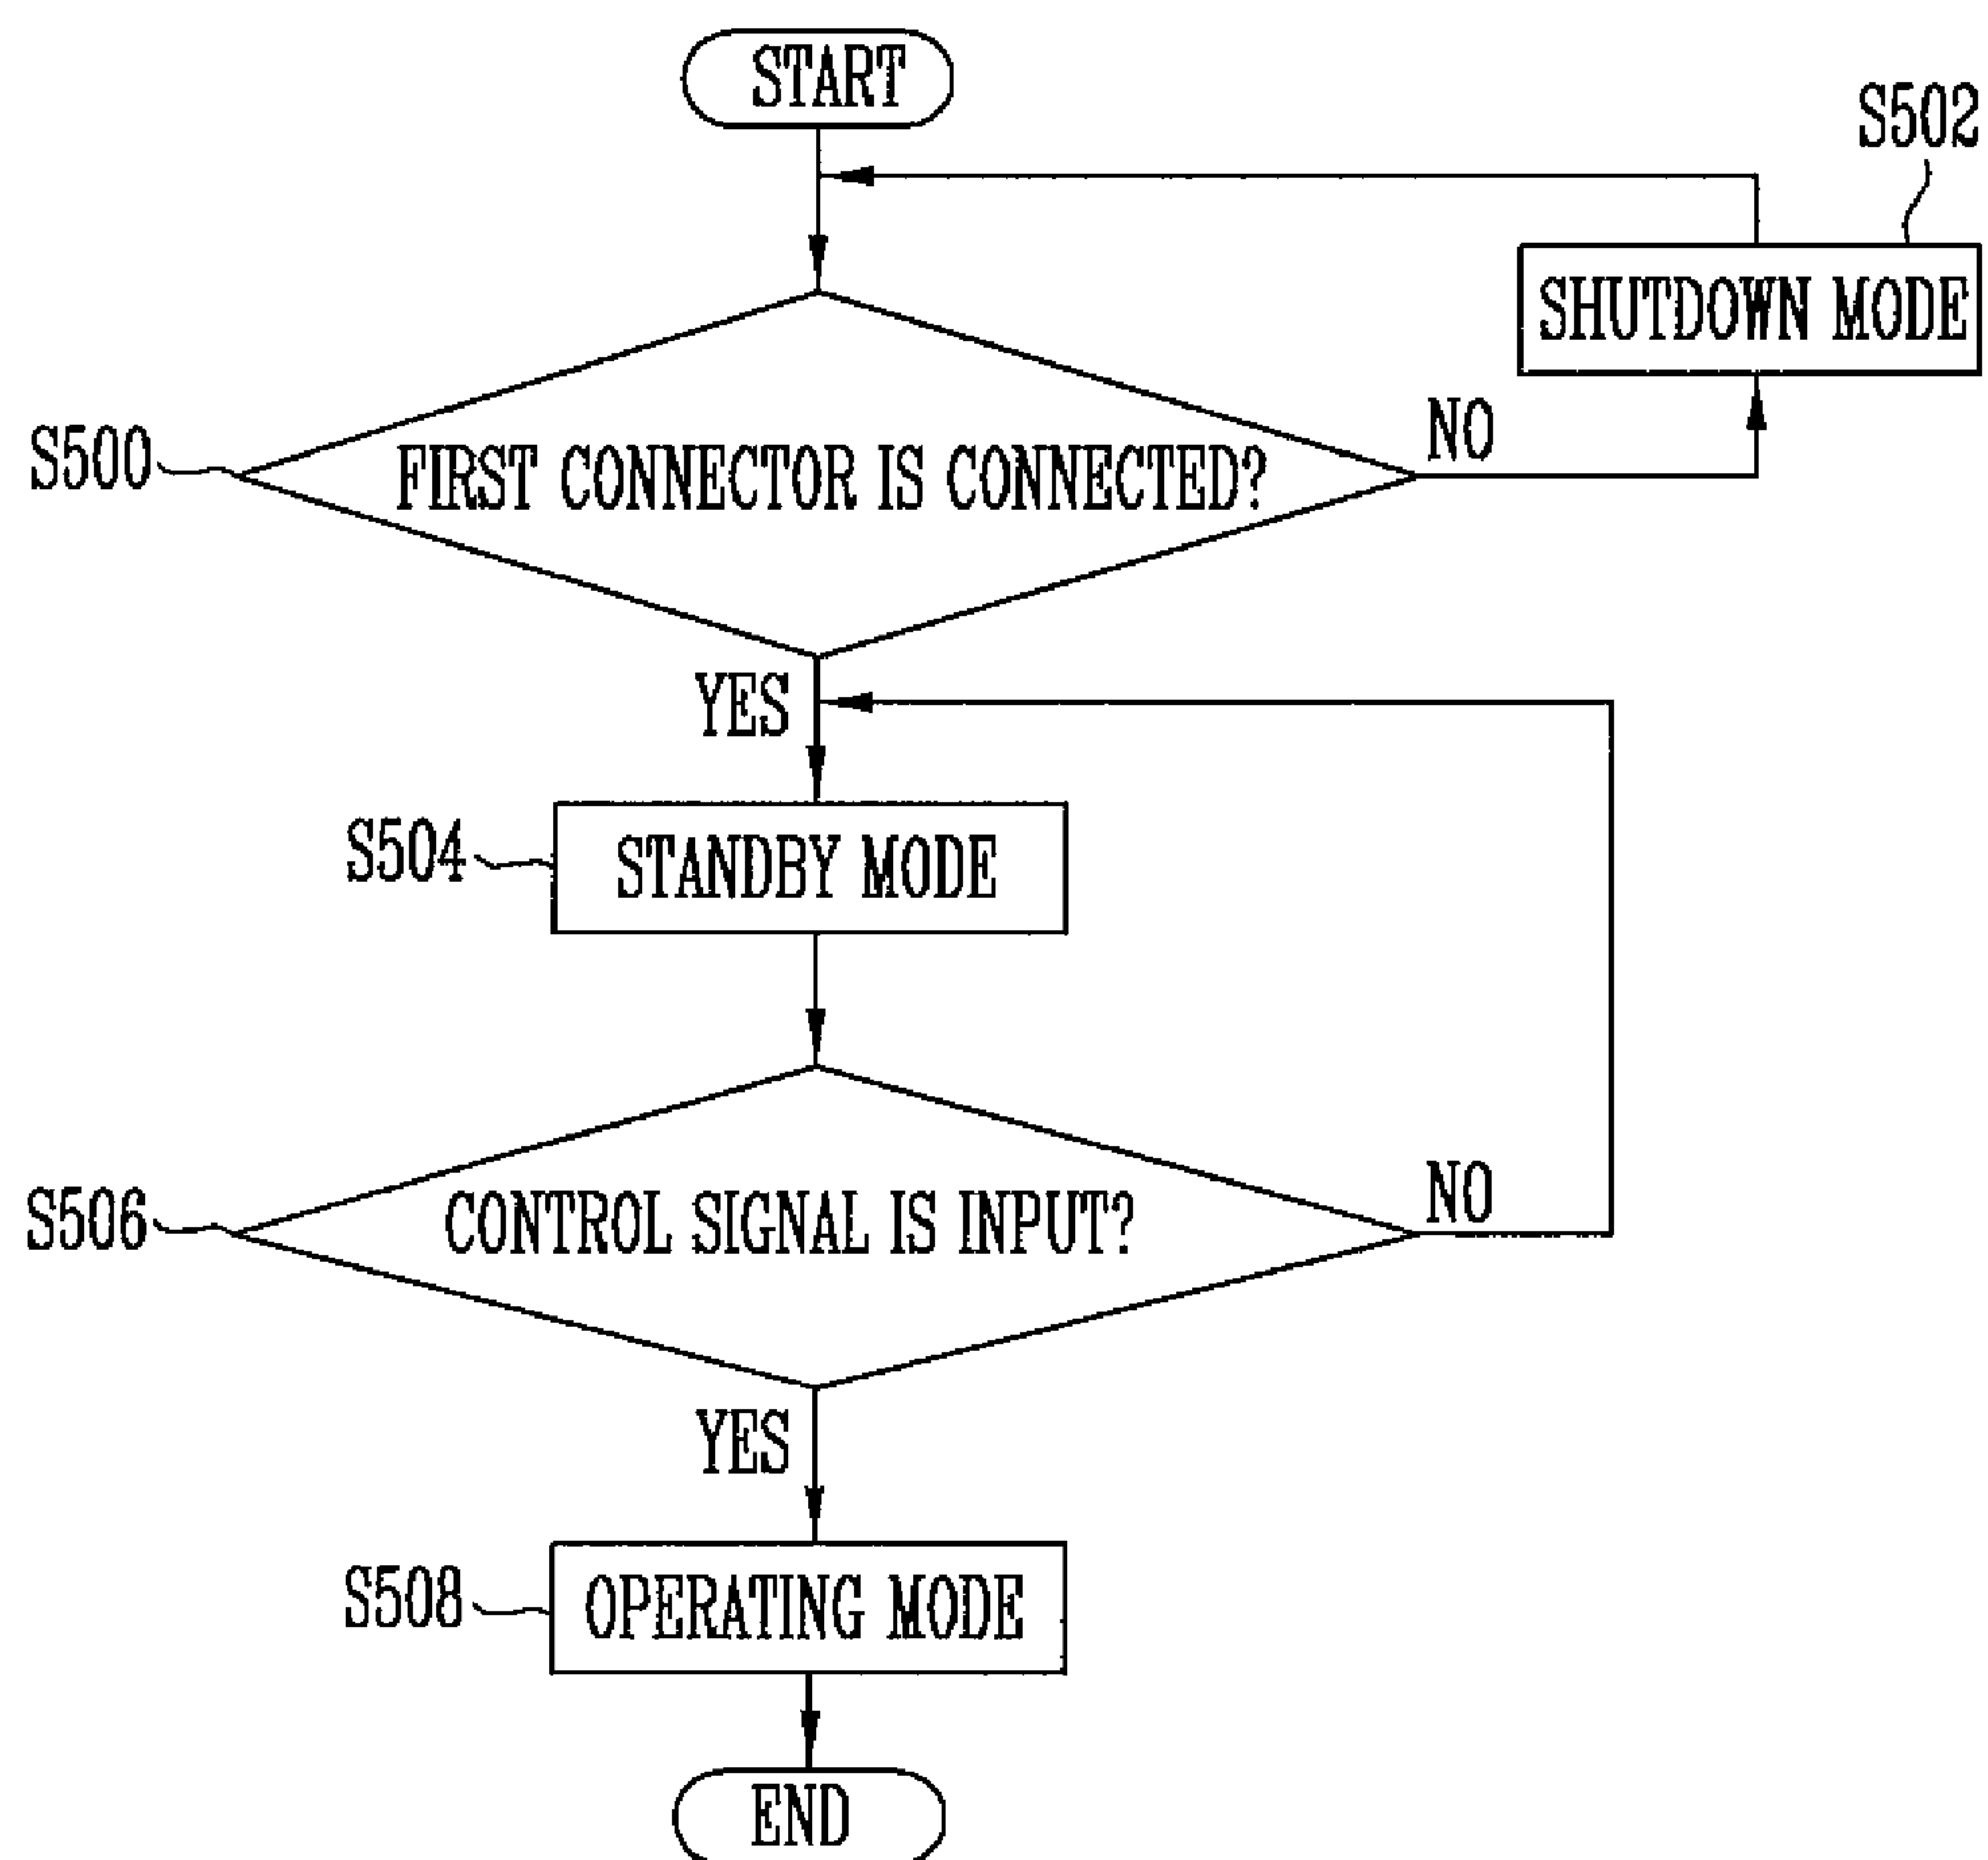 START
S502
SHUTDOWN MODE
NO
S500
FIRST CONNECTOR IS CONNECTED?
YES
S504
STANDBY MODE
S506
CONTROL SIGNAL IS INPUT?
NO
YES
S508
OPERATING MODE
END